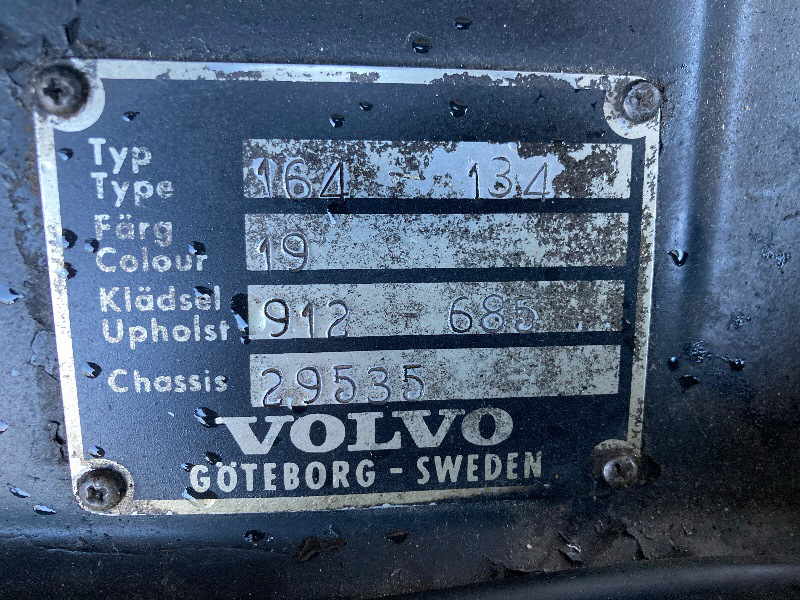 Typ
Type 164 - 134
Färg
Colour 19
Klädsel
Upholst. 912 - 685
Chassis 29535
VOLVO
GÖTEBORG - SWEDEN